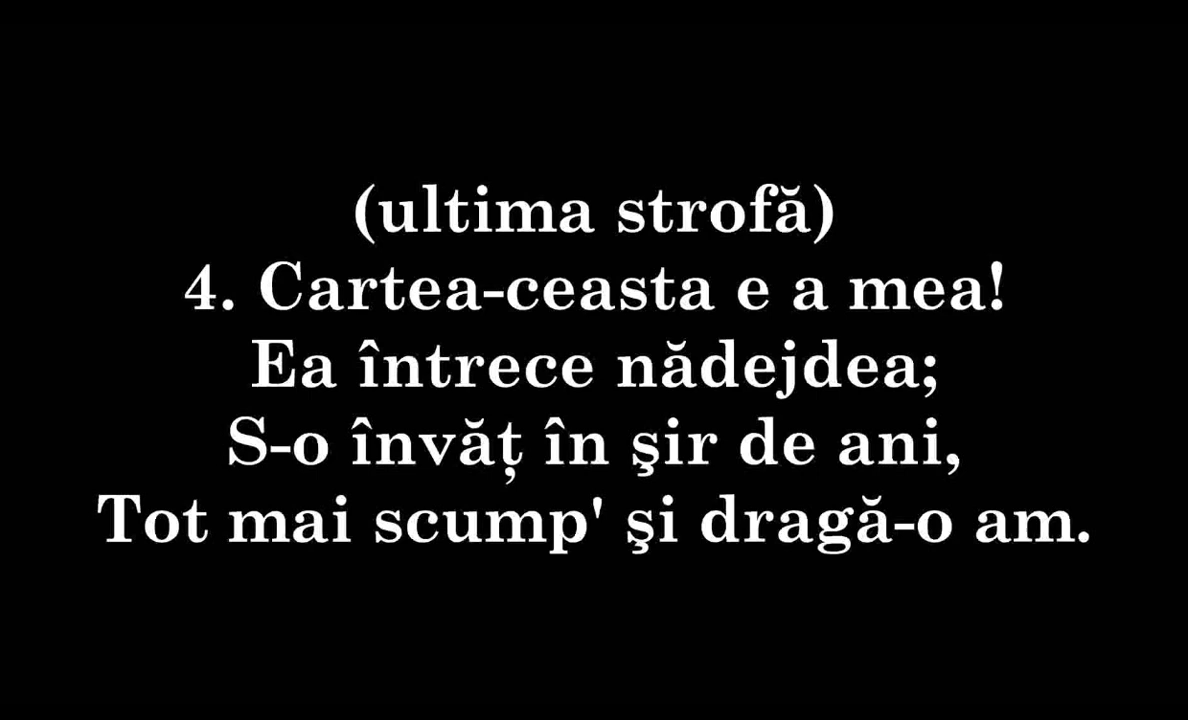 (ultima strofă)
4. Cartea-ceasta e a mea!
Ea întrece nădejdea;
S-o învăț în şir de ani,
Tot mai scump' şi dragă-o am.